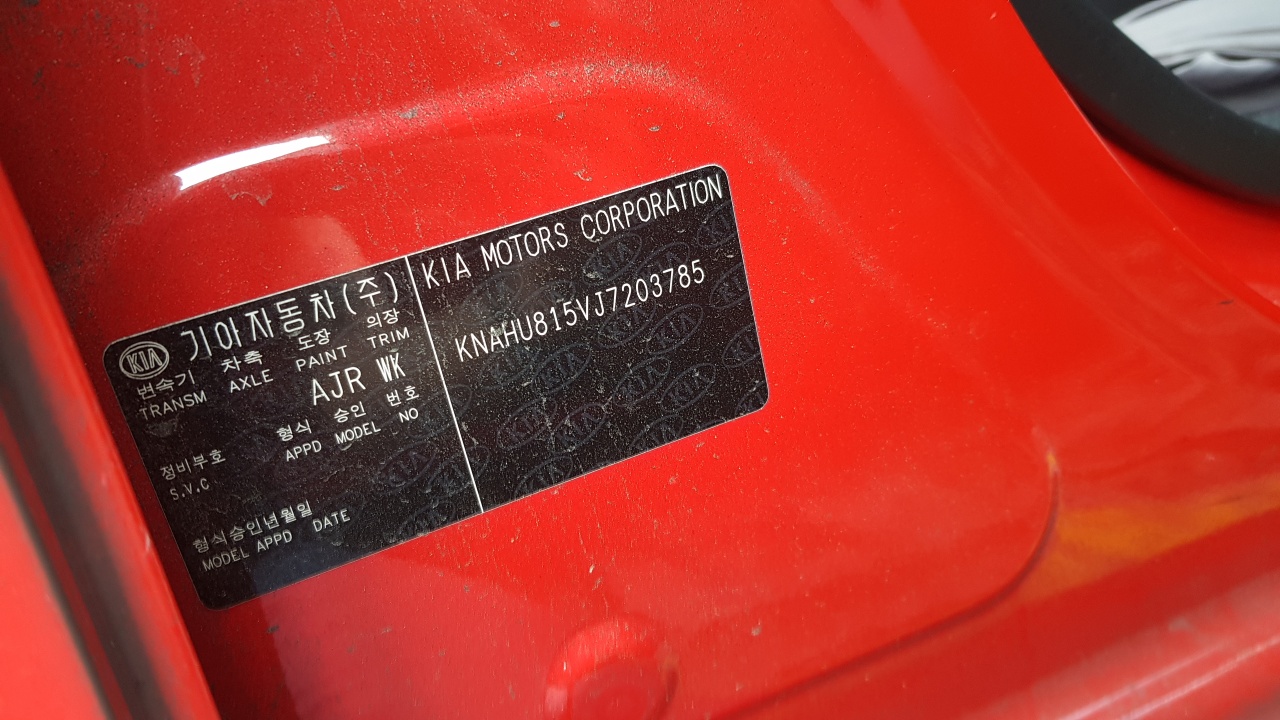 KIA 기아자동차(주)
변속기 차축 도장 의장
TRANSM AXLE PAINT TRIM
AJR WK
형식 승인 번호
APPD MODEL NO
정비부호
S.V.C
형식승인년월일
MODEL APPD DATE
KIA MOTORS CORPORATION
KNAHU815VJ7203785